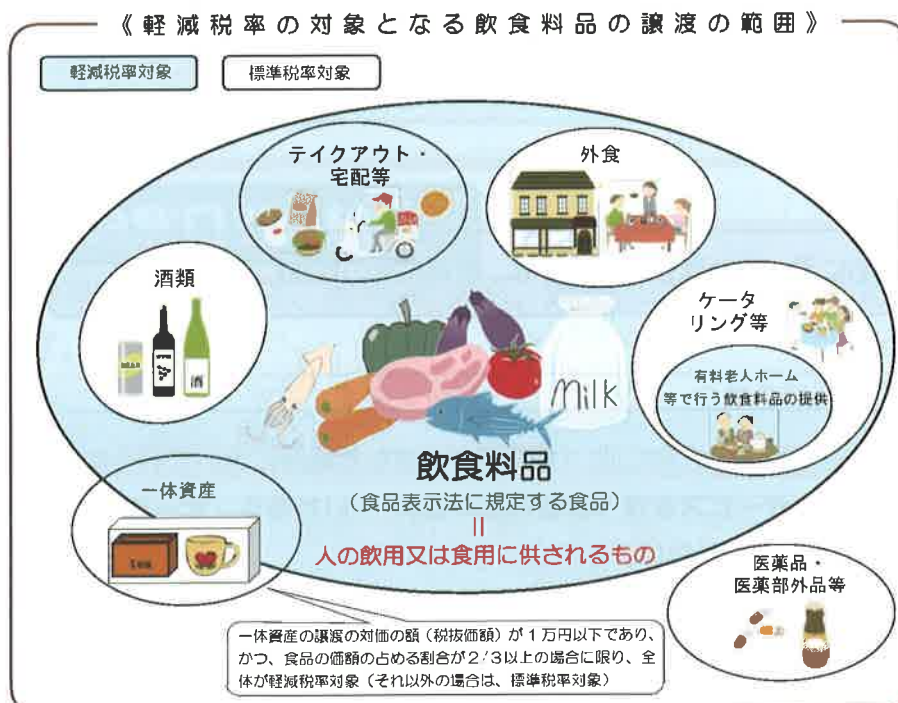 《軽減税率の対象となる飲食料品の譲渡の範囲》
軽減税率対象
標準税率対象
テイクアウト・
宅配等
外食
酒類
BEER
酒
ケータ
リング等
有料老人ホーム
等で行う飲食料品の提供
Milk
飲食料品
(食品表示法に規定する食品)
||
人の飲用又は食用に供されるもの
一体資産
tea
医薬品・
医薬部外品等
一体資産の譲渡の対価の額(税抜価額)が1万円以下であり、
かつ、食品の価額の占める割合が2/3以上の場合に限り、全
体が軽減税率対象(それ以外の場合は、標準税率対象)